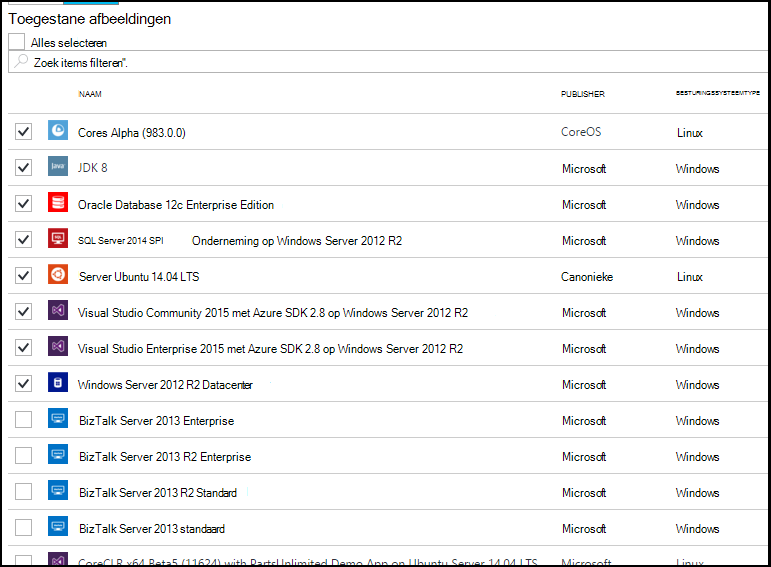 Toegestane afbeeldingen
Alles selecteren
Zoek items filteren".
NAAM PUBLISHER BESTURINGSSYSTEEMTYPE
Cores Alpha (983.0.0) CoreOS Linux
Java JDK 8 Microsoft Windows
Oracle Database 12c Enterprise Edition Microsoft Windows
SQL Server 2014 SPI Onderneming op Windows Server 2012 R2 Microsoft Windows
Server Ubuntu 14.04 LTS Canonieke Linux
Visual Studio Community 2015 met Azure SDK 2.8 op Windows Server 2012 R2 Microsoft Windows
Visual Studio Enterprise 2015 met Azure SDK 2.8 op Windows Server 2012 R2 Microsoft Windows
Windows Server 2012 R2 Datacenter Microsoft Windows
BizTalk Server 2013 Enterprise Microsoft Windows
BizTalk Server 2013 R2 Enterprise Microsoft Windows
BizTalk Server 2013 R2 Standard Microsoft Windows
BizTalk Server 2013 standaard Microsoft Windows
CoreCLR x64 Beta5 (11624) with PartsUnlimited Demo App on Ubuntu Server 14.04 LTS Microsoft Linux